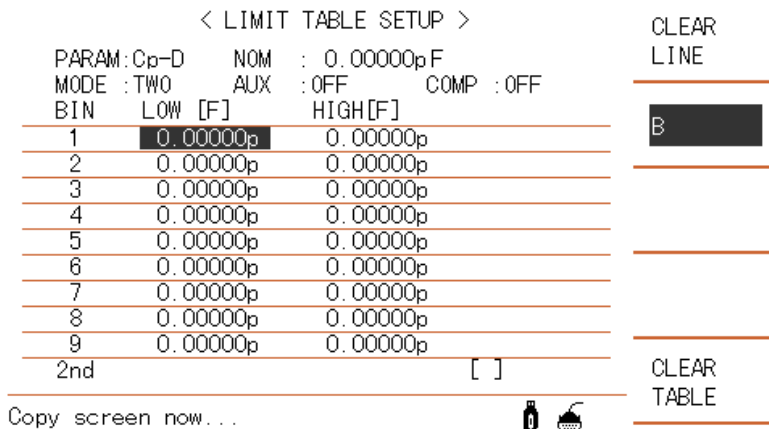 < LIMIT TABLE SETUP >
PARAM:Cp-D NOM : 0.00000pF
MODE :TWO AUX :OFF COMP :OFF
BIN LOW [F] HIGH[F]
1 0.00000p 0.00000p
2 0.00000p 0.00000p
3 0.00000p 0.00000p
4 0.00000p 0.00000p
5 0.00000p 0.00000p
6 0.00000p 0.00000p
7 0.00000p 0.00000p
8 0.00000p 0.00000p
9 0.00000p 0.00000p
2nd [ ]
Copy screen now...
CLEAR
LINE
B
CLEAR
TABLE